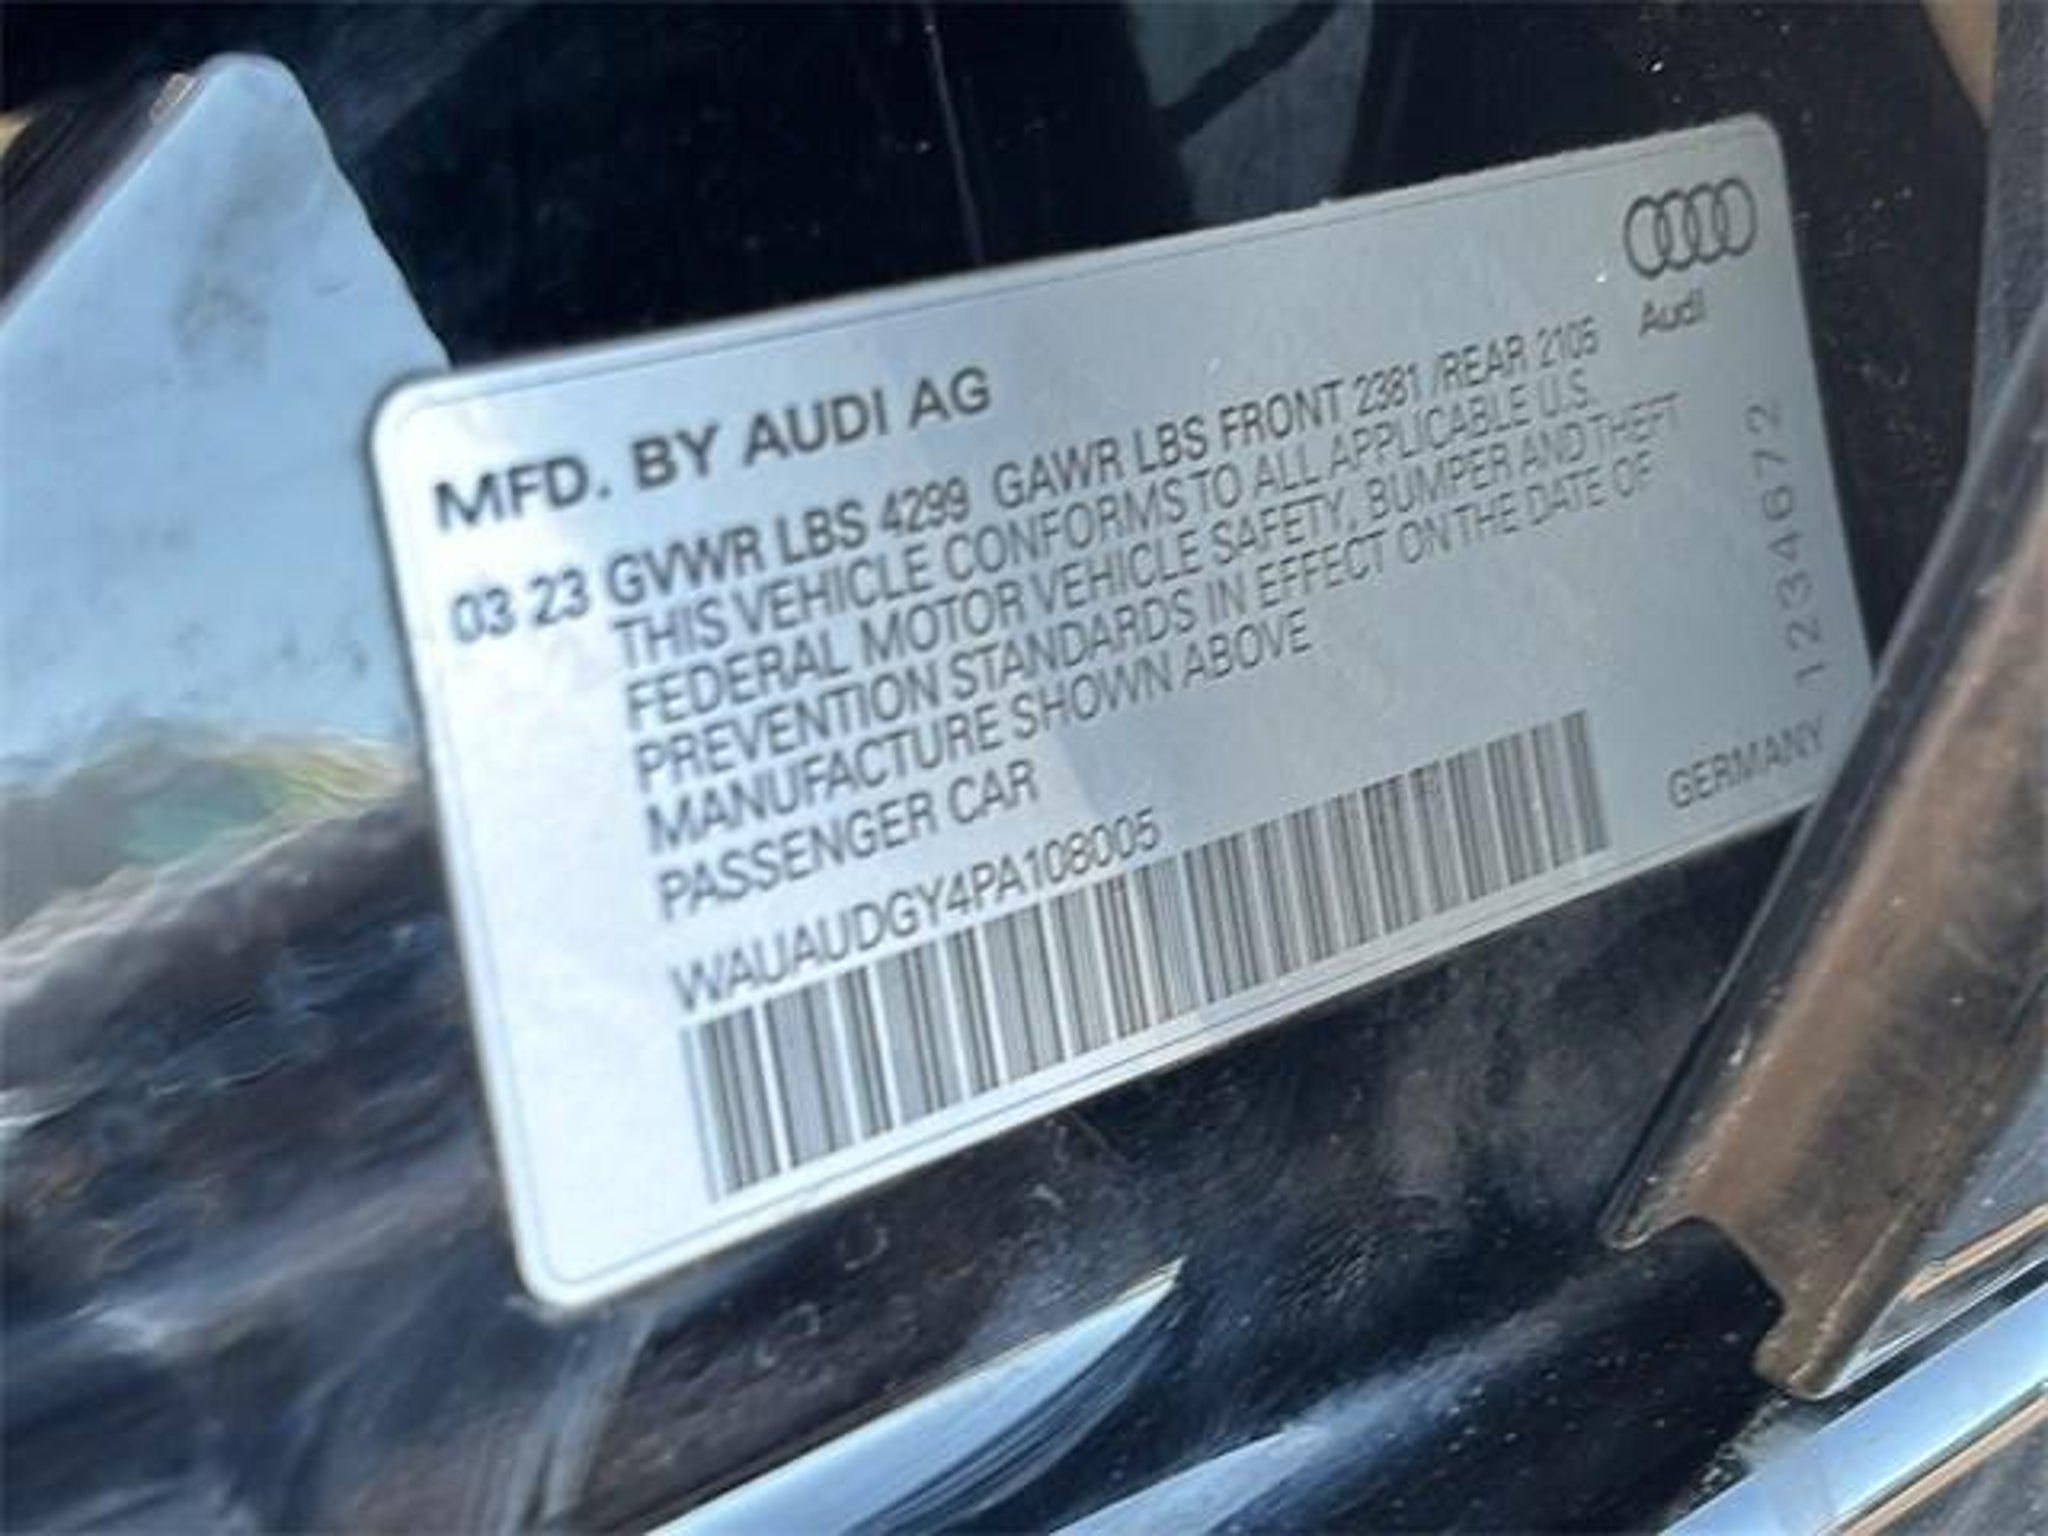 Audi
MFD. BY AUDI AG
03 23 GVWR LBS 4299 GAWR LBS FRONT 2381 /REAR 2105
THIS VEHICLE CONFORMS TO ALL APPLICABLE U.S.
FEDERAL MOTOR VEHICLE SAFETY, BUMPER AND THEFT
PREVENTION STANDARDS IN EFFECT ON THE DATE OF
MANUFACTURE SHOWN ABOVE
PASSENGER CAR
WAUAUDGY4PA108005
GERMANY
1234672